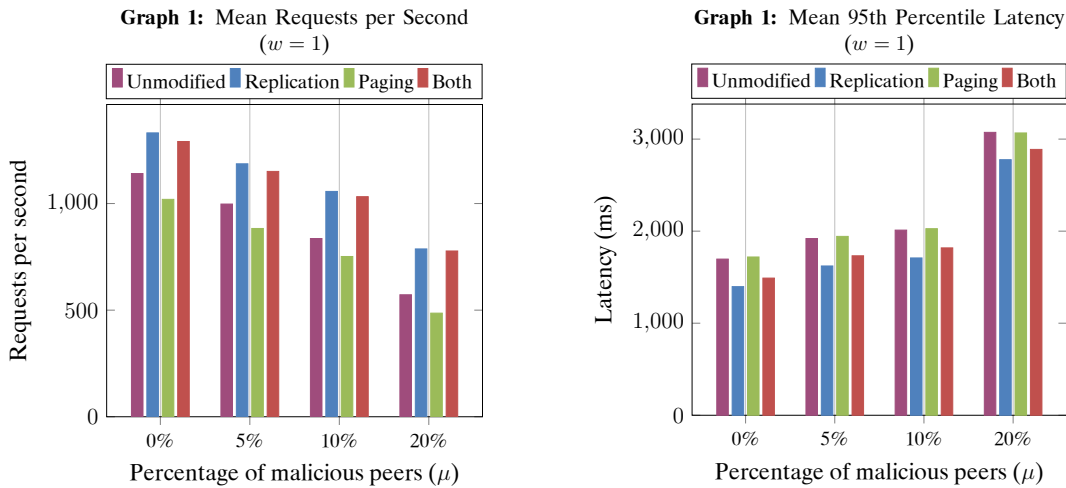 Graph 1: Mean Requests per Second
(w = 1)
Unmodified Replication Paging Both
1,000
500
0
Requests per second
0% 5% 10% 20%
Percentage of malicious peers (μ)
Graph 1: Mean 95th Percentile Latency
(w = 1)
Unmodified Replication Paging Both
3,000
2,000
1,000
0
Latency (ms)
0% 5% 10% 20%
Percentage of malicious peers (μ)